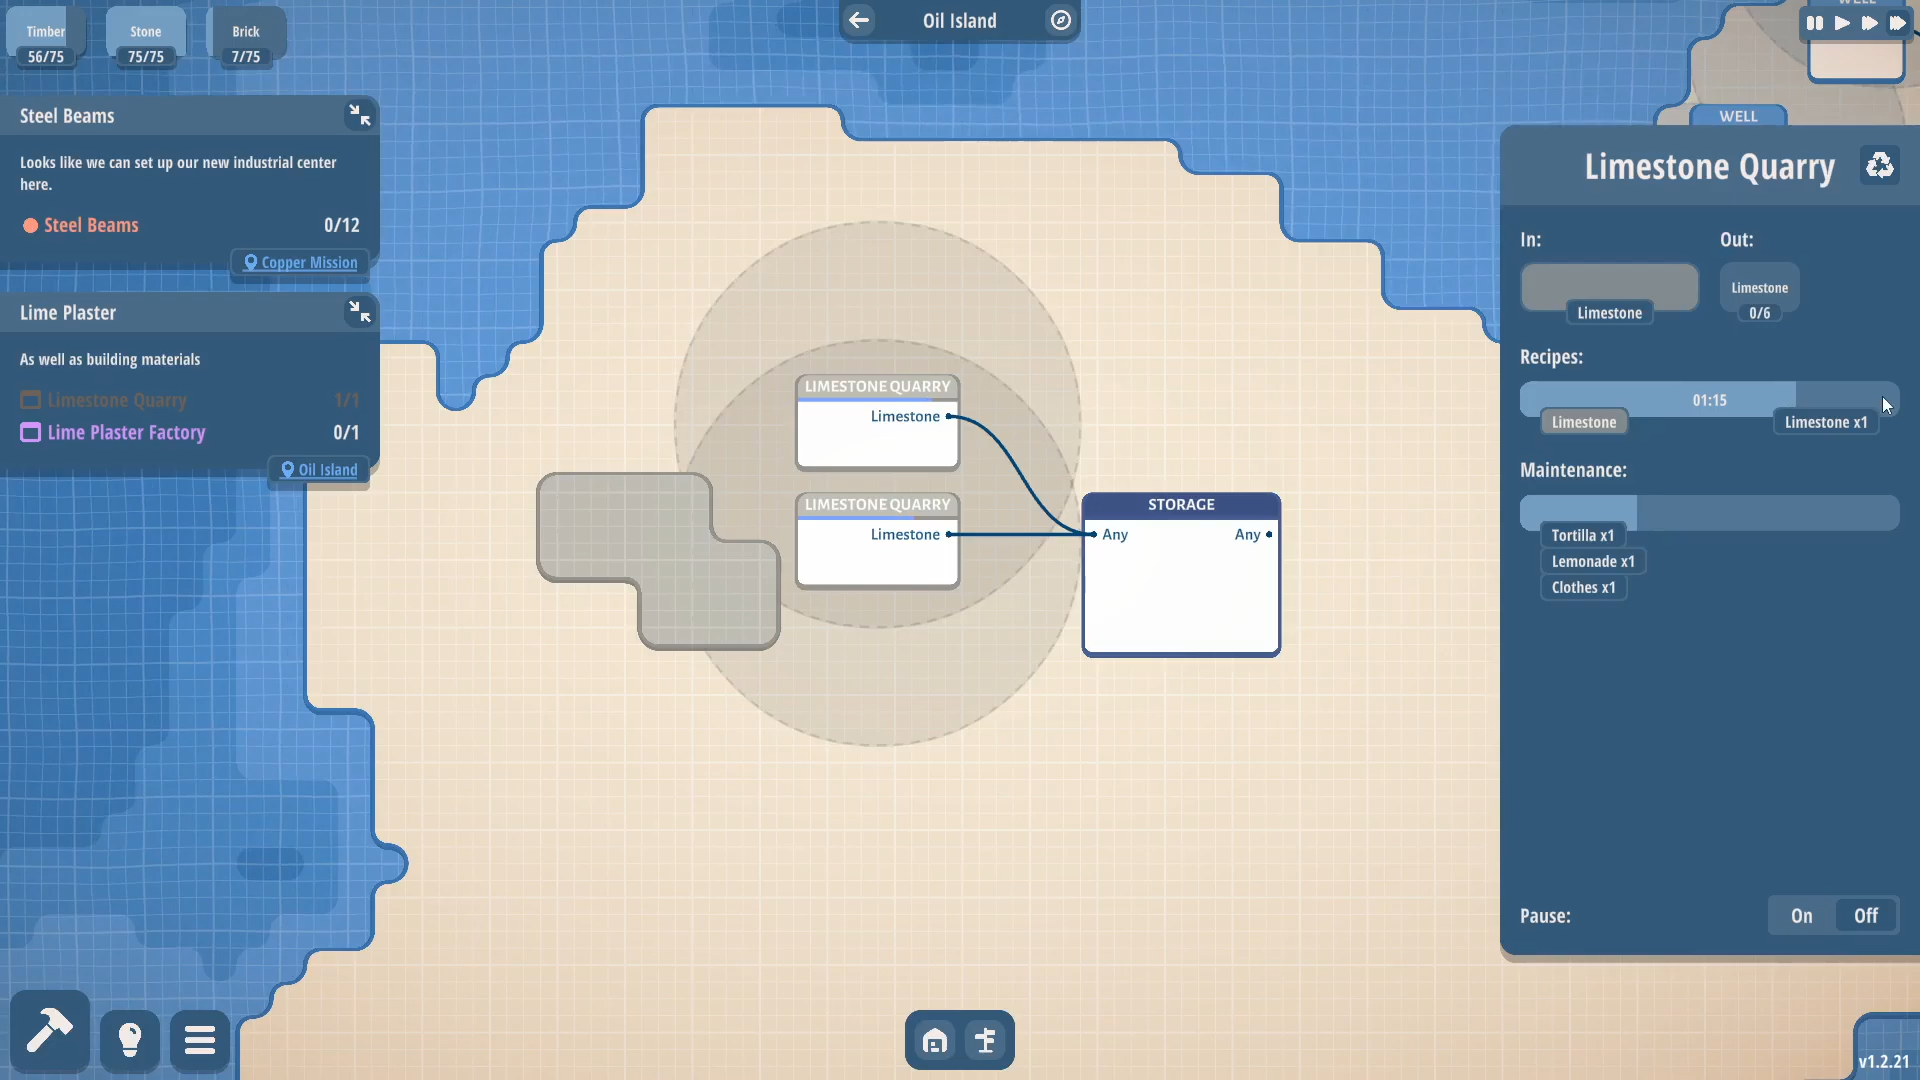 Timber
56/75
Stone
75/75
Brick
7/75
Oil Island
WELL
Steel Beams
Looks like we can set up our new industrial center
here.
Steel Beams 0/12
Copper Mission
Lime Plaster
As well as building materials
Limestone Quarry 1/1
Lime Plaster Factory 0/1
Oil Island
LIMESTONE QUARRY
Limestone
LIMESTONE QUARRY
Limestone
STORAGE
Any Any
WELL
Limestone Quarry
In: Out:
Limestone
Limestone
0/6
Recipes:
01:15
Limestone Limestone x1
Maintenance:
Tortilla x1
Lemonade x1
Clothes x1
Pause: On Off
v1.2.21